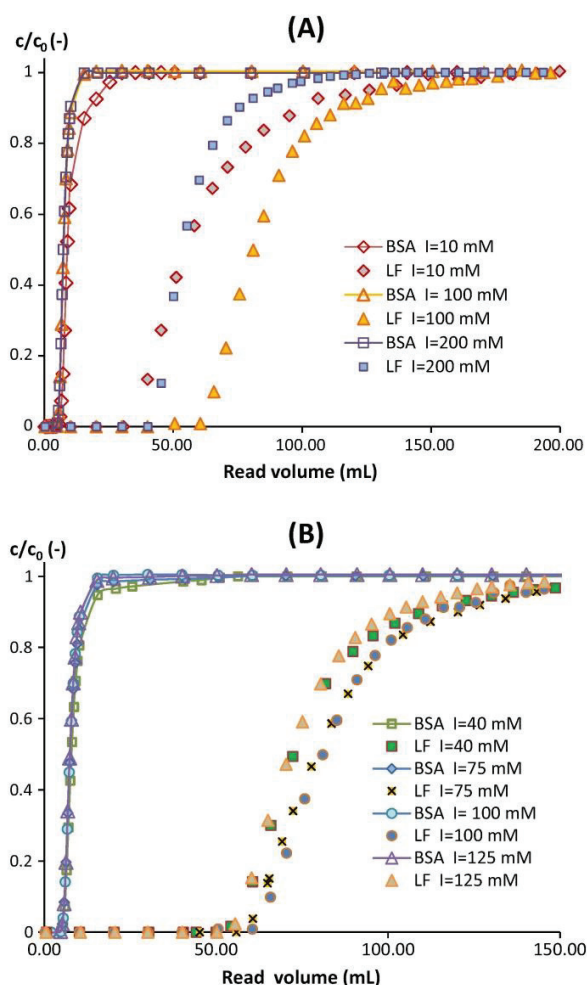 (A)
c/c0 (-)
1
0.8
0.6
0.4
0.2
0
BSA I=10 mM
LF I=10 mM
BSA I= 100 mM
LF I=100 mM
BSA I=200 mM
LF I=200 mM
0.00 50.00 100.00 150.00 200.00
Read volume (mL)
(B)
c/c0 (-)
1
0.8
0.6
0.4
0.2
0
BSA I=40 mM
LF I=40 mM
BSA I=75 mM
LF I=75 mM
BSA I= 100 mM
LF I=100 mM
BSA I=125 mM
LF I=125 mM
0.00 50.00 100.00 150.00
Read volume (mL)